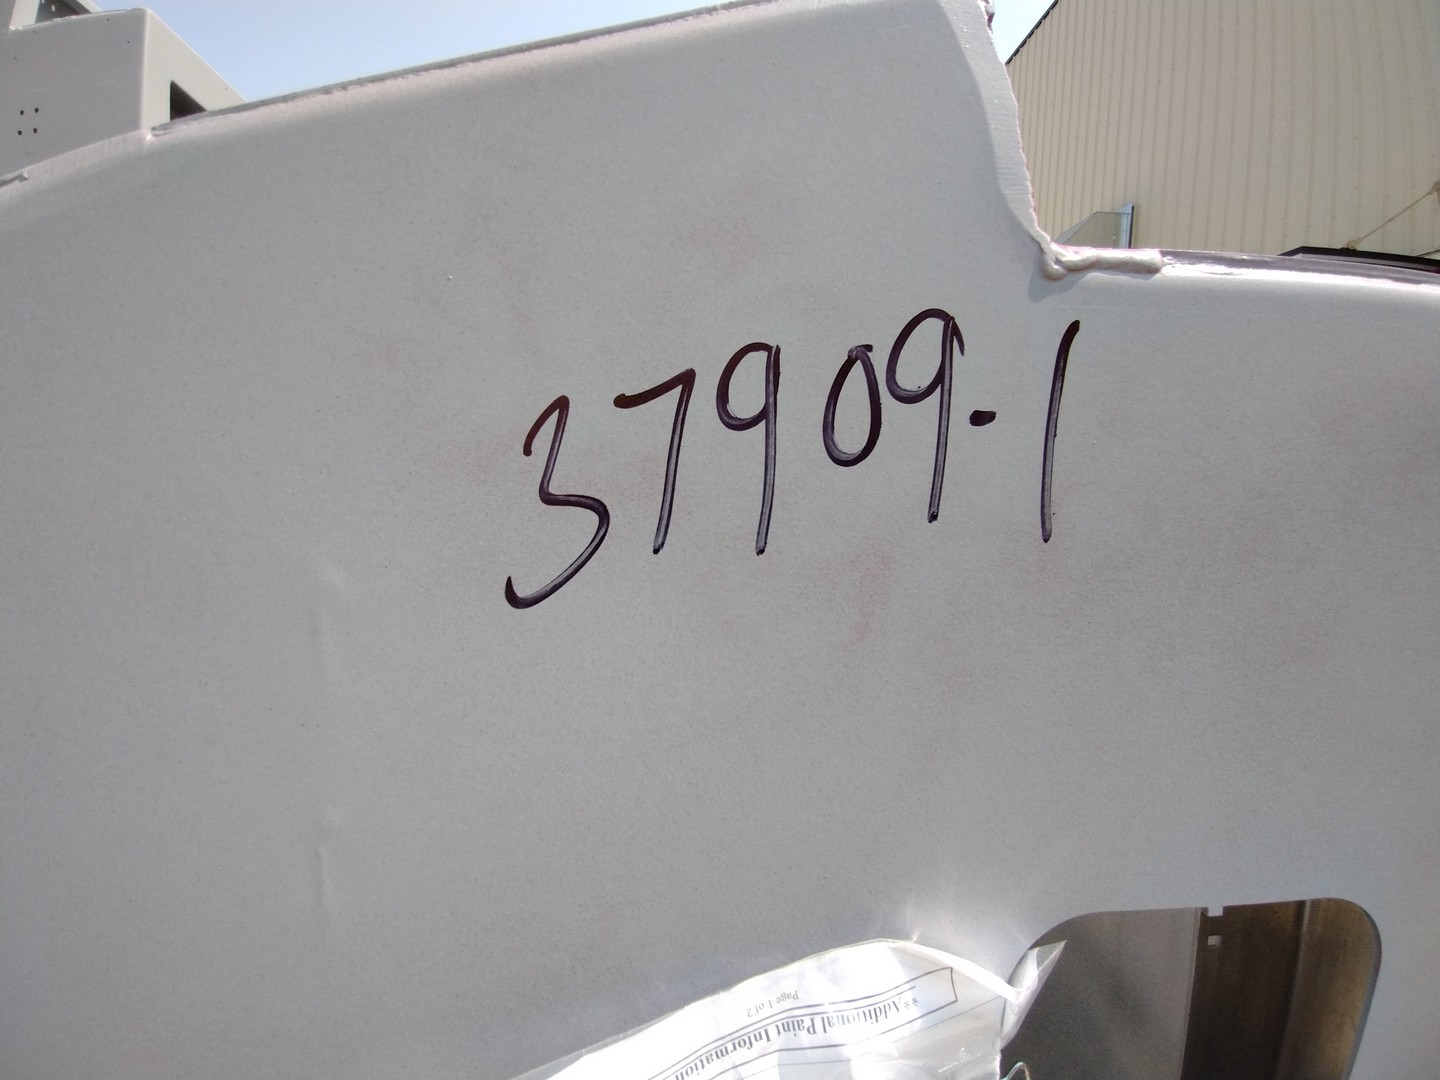 37909-1
**Additional Paint Information
Page 1 of 2